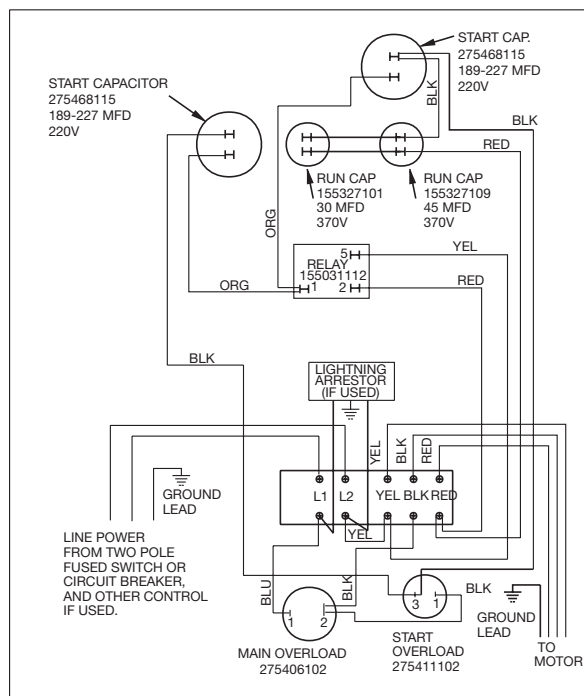 START CAP.
275468115
189-227 MFD
220V
START CAPACITOR
275468115
189-227 MFD
220V
BLK
BLK
RED
RUN CAP
155327101
30 MFD
370V
RUN CAP
155327109
45 MFD
370V
ORG
YEL
5
RELAY
155031112
1
2
RED
ORG
BLK
LIGHTNING
ARRESTOR
(IF USED)
YEL
BLK
RED
GROUND
LEAD
L1
L2
YEL
BLK
RED
YEL
LINE POWER
FROM TWO POLE
FUSED SWITCH OR
CIRCUIT BREAKER,
AND OTHER CONTROL
IF USED.
BLU
BLK
BLK
1
2
3
1
GROUND
LEAD
MAIN OVERLOAD
275406102
START
OVERLOAD
275411102
TO
MOTOR